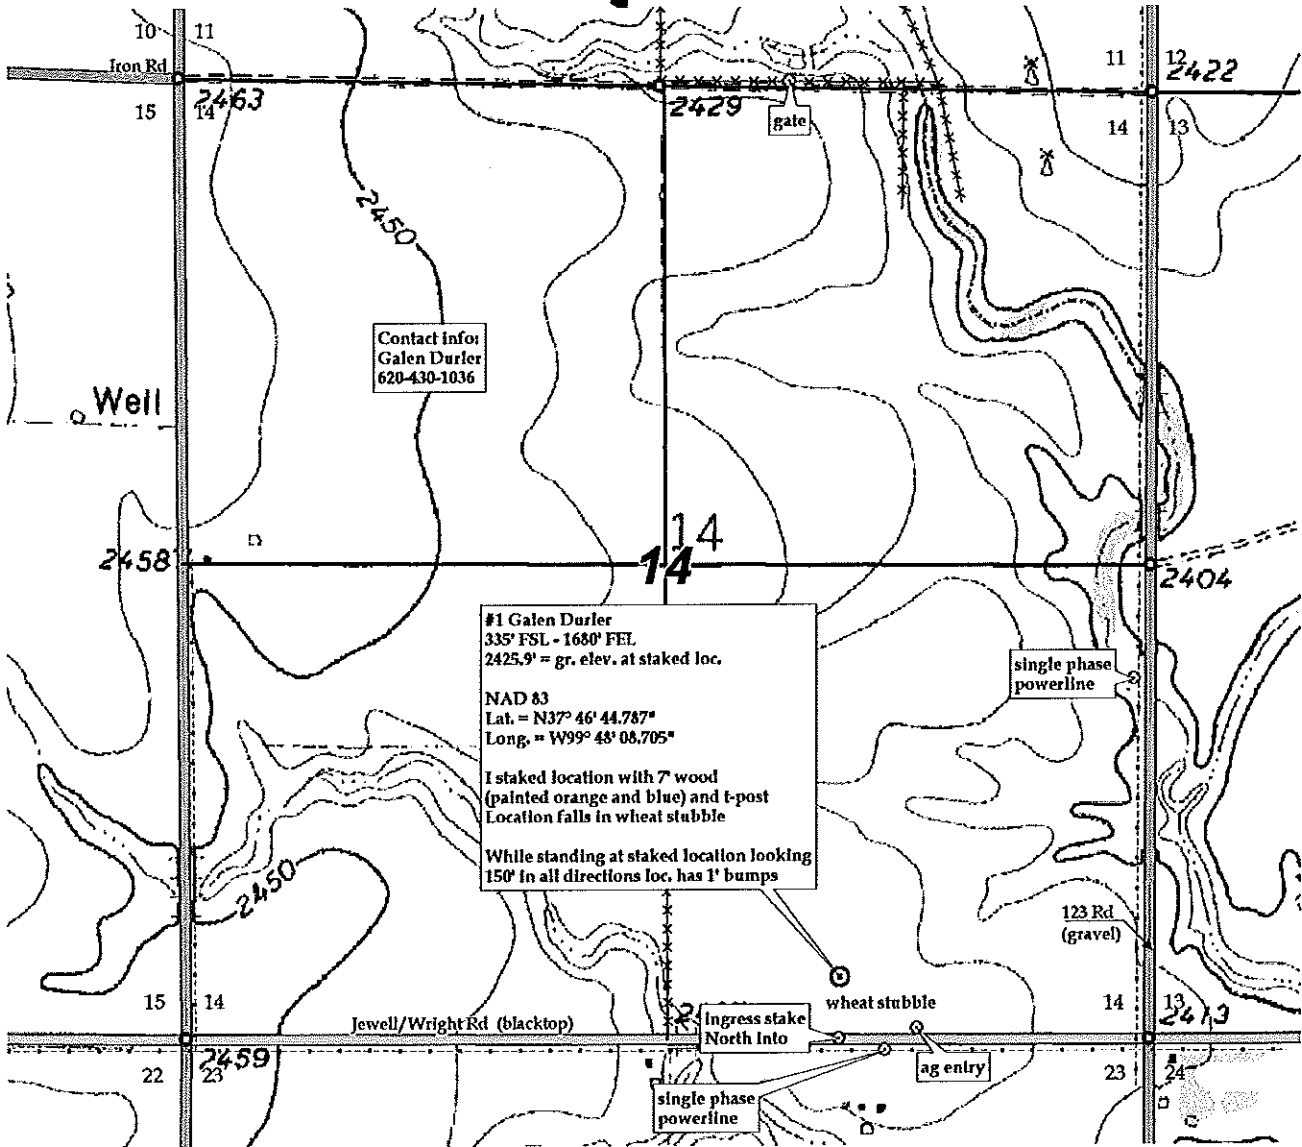 10 11
11 12
Iron Rd
2422
2463
15 14
2429
gate
14 13
2450
Contact info:
Galen Durler
620-430-1036
Well
14
2458
14
2404
#1 Galen Durler
335' FSL - 1680' FEL
2425.9' = gr. elev. at staked loc.
NAD 83
Lat. = N37° 46' 44.787"
Long. = W99° 48' 08.705"
I staked location with 7' wood
(painted orange and blue) and t-post
Location falls in wheat stubble
While standing at staked location looking
150' in all directions loc. has 1' bumps
single phase
powerline
2450
123 Rd
(gravel)
15 14
wheat stubble
14 13
2413
Jewell/Wright Rd (blacktop)
ingress stake
North into
2459
22 23
ag entry
23 24
single phase
powerline